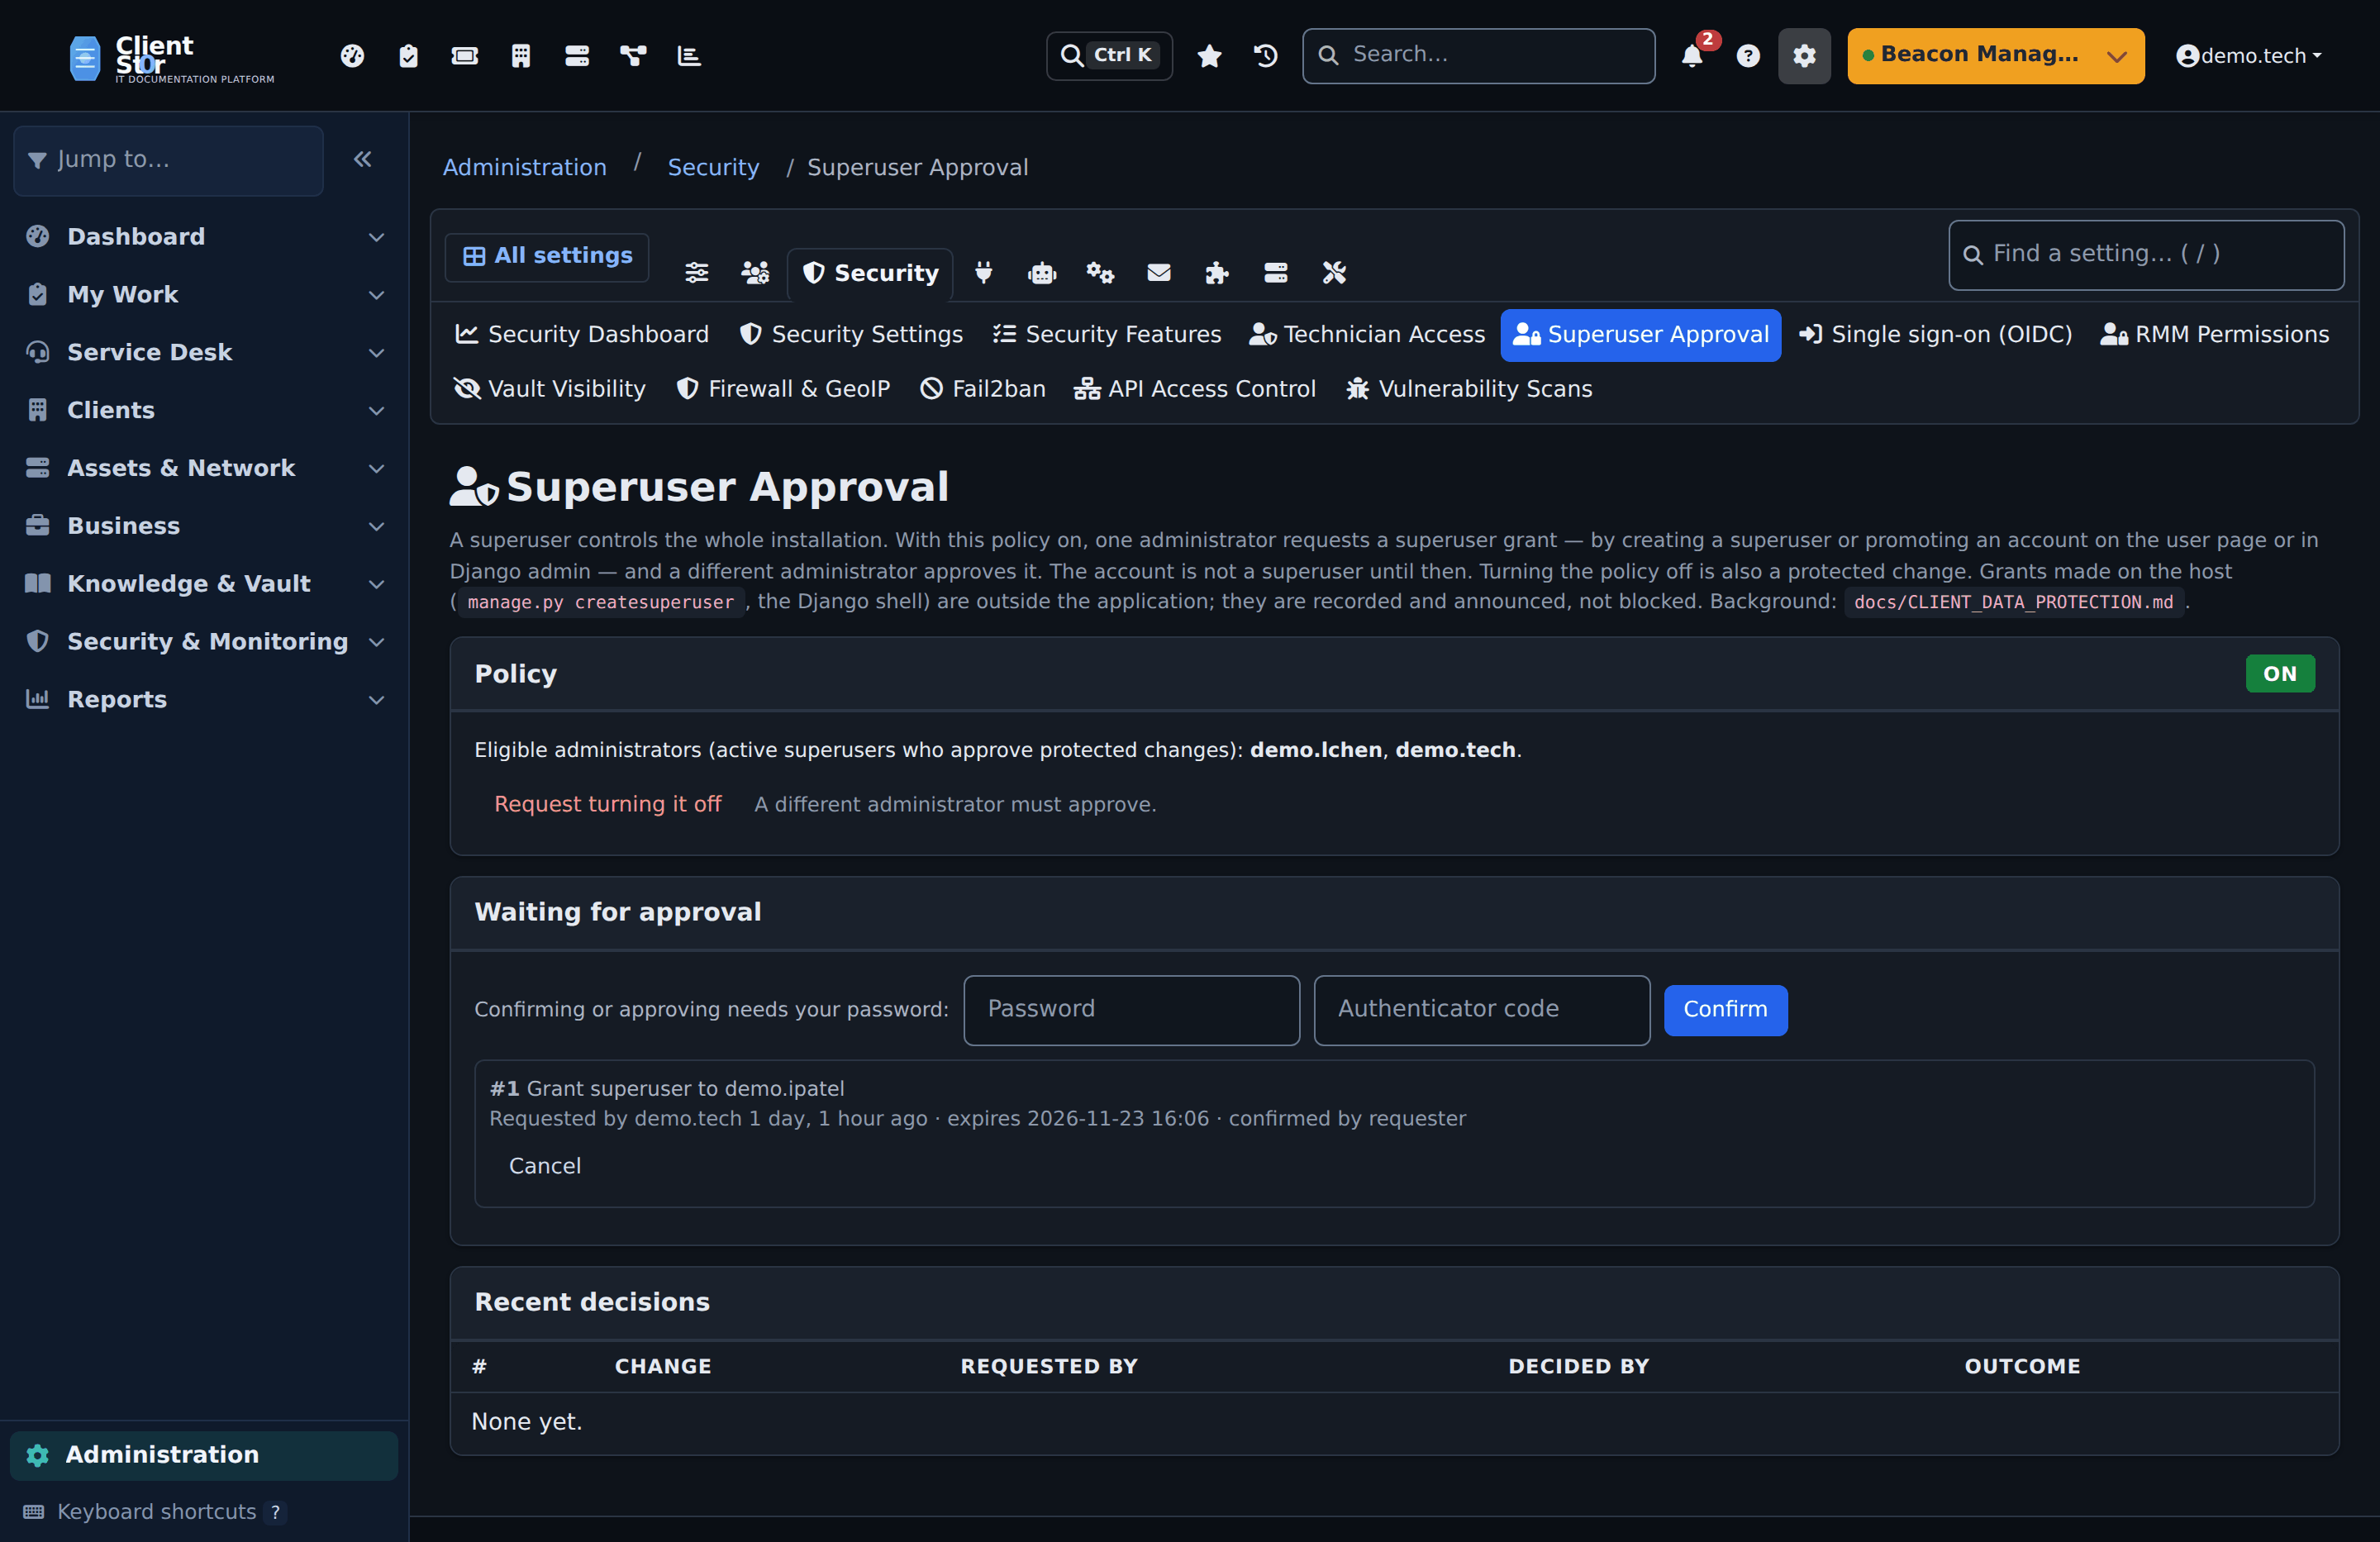 Client
St0r
IT DOCUMENTATION PLATFORM
Ctrl K
Search...
2
Beacon Manag...
demo.tech
Jump to...
Dashboard
My Work
Service Desk
Clients
Assets & Network
Business
Knowledge & Vault
Security & Monitoring
Reports
Administration
Keyboard shortcuts ?
Administration / Security / Superuser Approval
All settings
Security
Find a setting... ( / )
Security Dashboard
Security Settings
Security Features
Technician Access
Superuser Approval
Single sign-on (OIDC)
RMM Permissions
Vault Visibility
Firewall & GeoIP
Fail2ban
API Access Control
Vulnerability Scans
Superuser Approval
A superuser controls the whole installation. With this policy on, one administrator requests a superuser grant — by creating a superuser or promoting an account on the user page or in
Django admin — and a different administrator approves it. The account is not a superuser until then. Turning the policy off is also a protected change. Grants made on the host
(manage.py createsuperuser, the Django shell) are outside the application; they are recorded and announced, not blocked. Background: docs/CLIENT_DATA_PROTECTION.md.
Policy
ON
Eligible administrators (active superusers who approve protected changes): demo.lchen, demo.tech.
Request turning it off
A different administrator must approve.
Waiting for approval
Confirming or approving needs your password:
Password
Authenticator code
Confirm
#1 Grant superuser to demo.ipatel
Requested by demo.tech 1 day, 1 hour ago · expires 2026-11-23 16:06 · confirmed by requester
Cancel
Recent decisions
# CHANGE REQUESTED BY DECIDED BY OUTCOME
None yet.